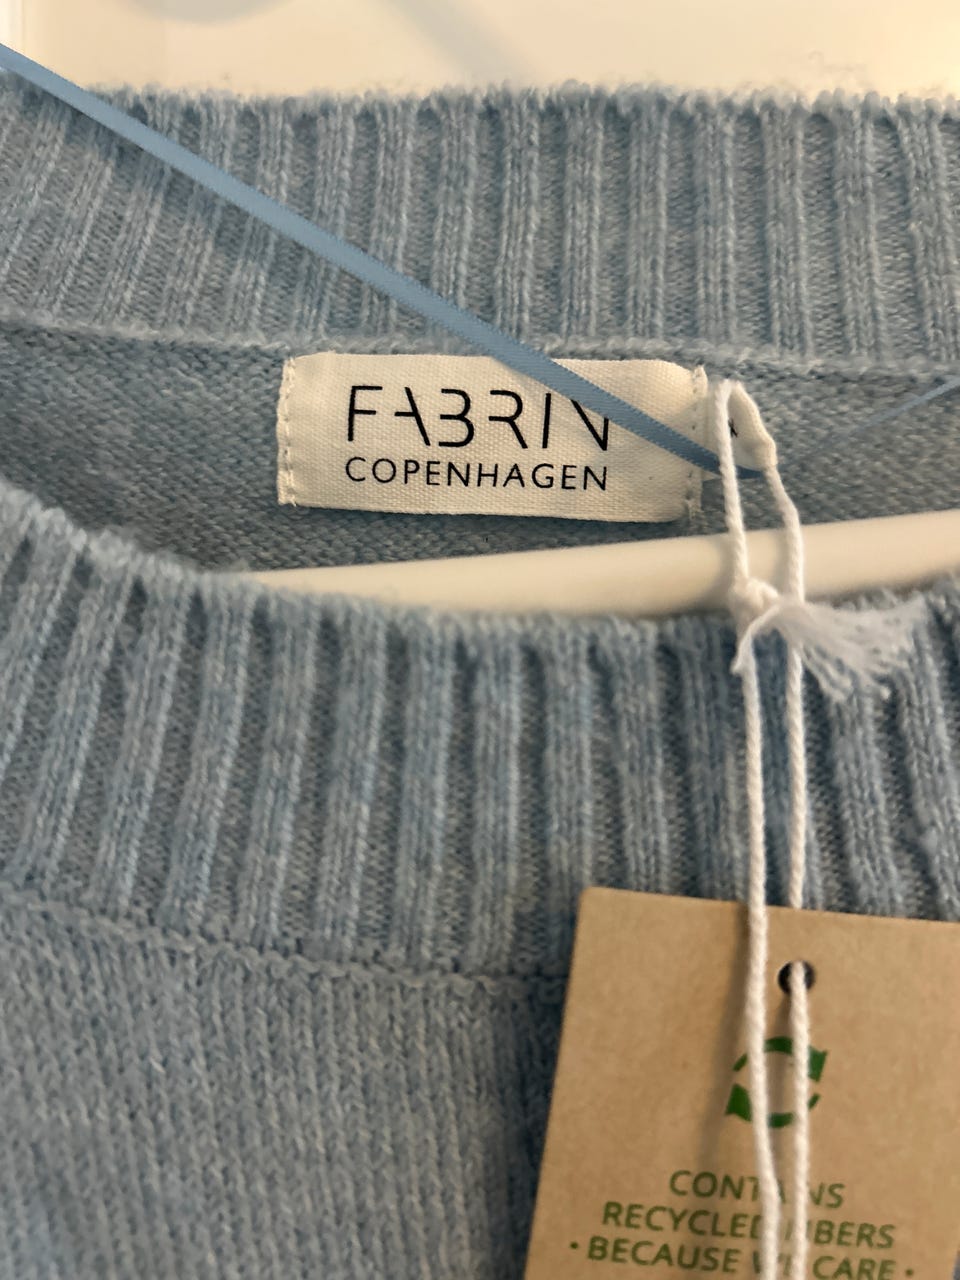 FABRIN
COPENHAGEN
CONTAINS
RECYCLED FIBERS
• BECAUSE WE CARE •